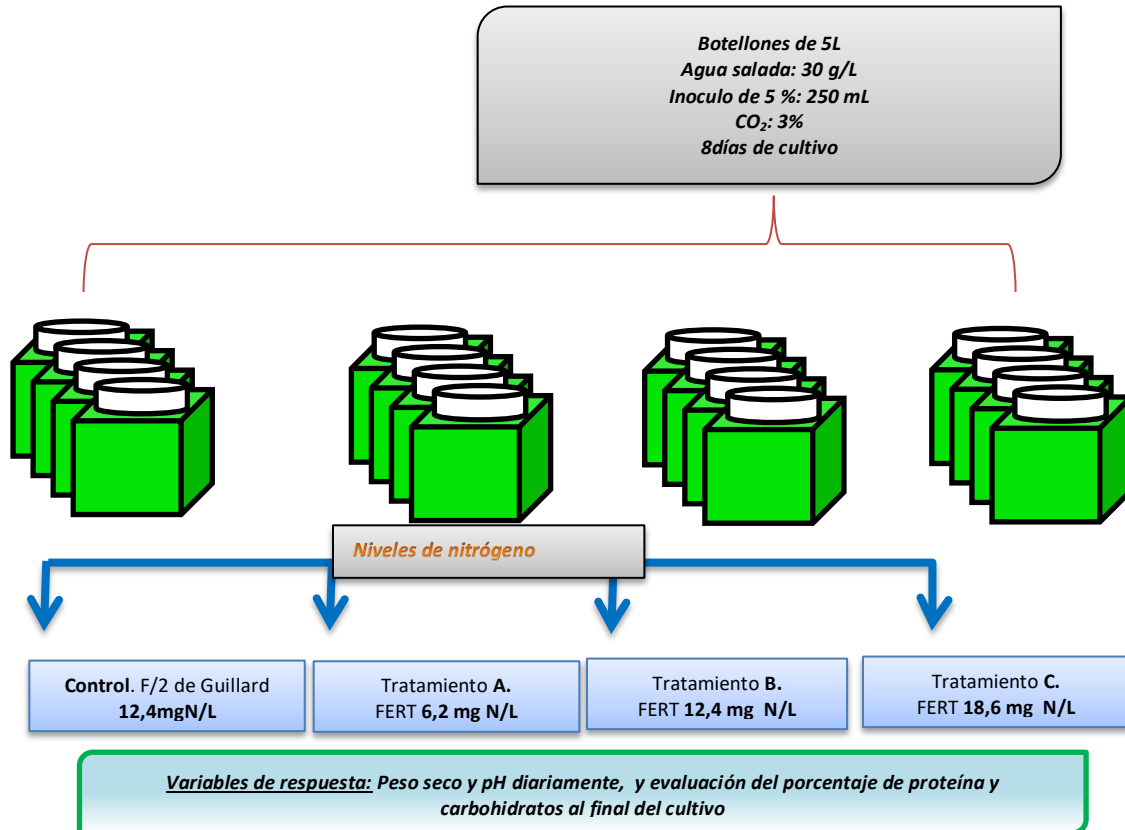 Botellones de 5L
Agua salada: 30 g/L
Inoculo de 5 %: 250 mL
CO₂: 3%
8días de cultivo
Niveles de nitrógeno
Control. F/2 de Guillard
12,4mgN/L
Tratamiento A.
FERT 6,2 mg N/L
Tratamiento B.
FERT 12,4 mg N/L
Tratamiento C.
FERT 18,6 mg N/L
Variables de respuesta: Peso seco y pH diariamente, y evaluación del porcentaje de proteína y
carbohidratos al final del cultivo